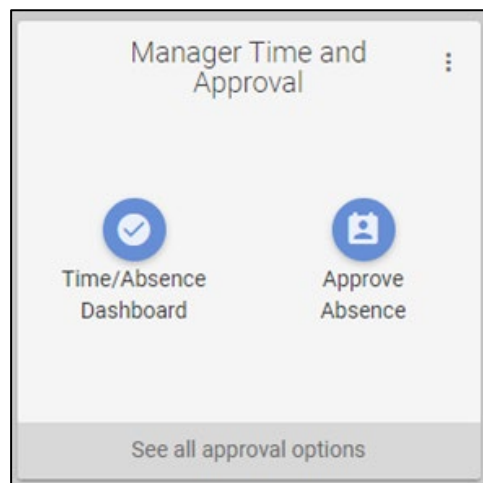 Manager Time and
Approval
Time/Absence
Dashboard
Approve
Absence
See all approval options